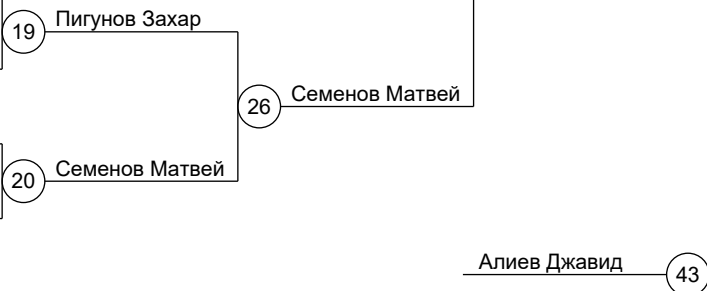 19 Пигунов Захар
26 Семенов Матвей
20 Семенов Матвей
Алиев Джавид 43